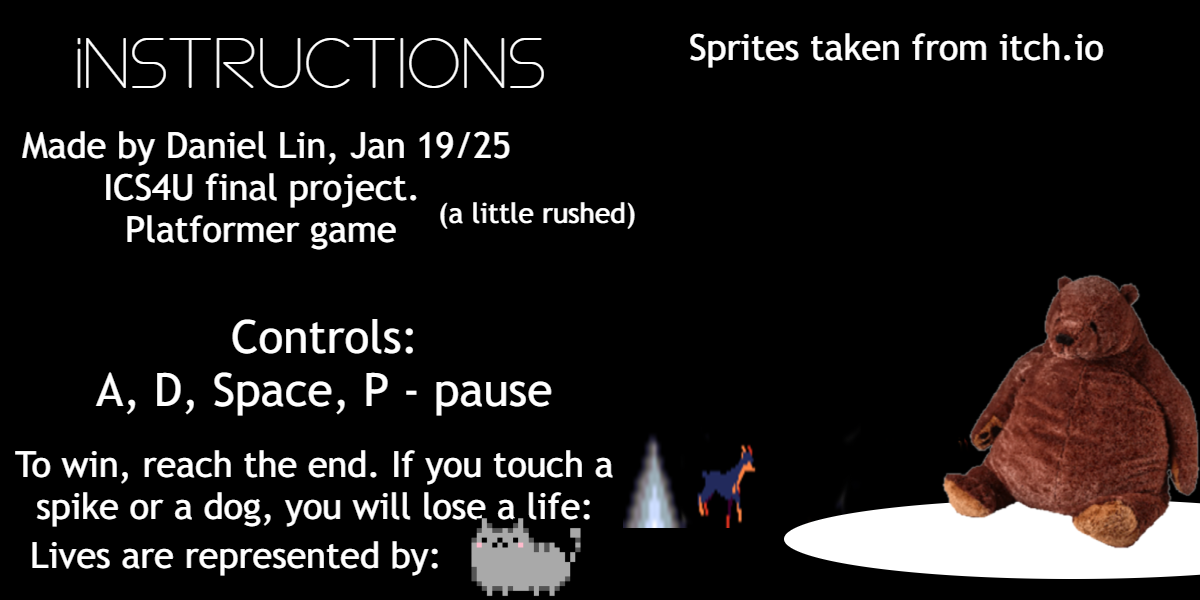 iNSTRUCTIONS
Sprites taken from itch.io
Made by Daniel Lin, Jan 19/25
ICS4U final project.
Platformer game
(a little rushed)
Controls:
A, D, Space, P - pause
To win, reach the end. If you touch a
spike or a dog, you will lose a life:
Lives are represented by: